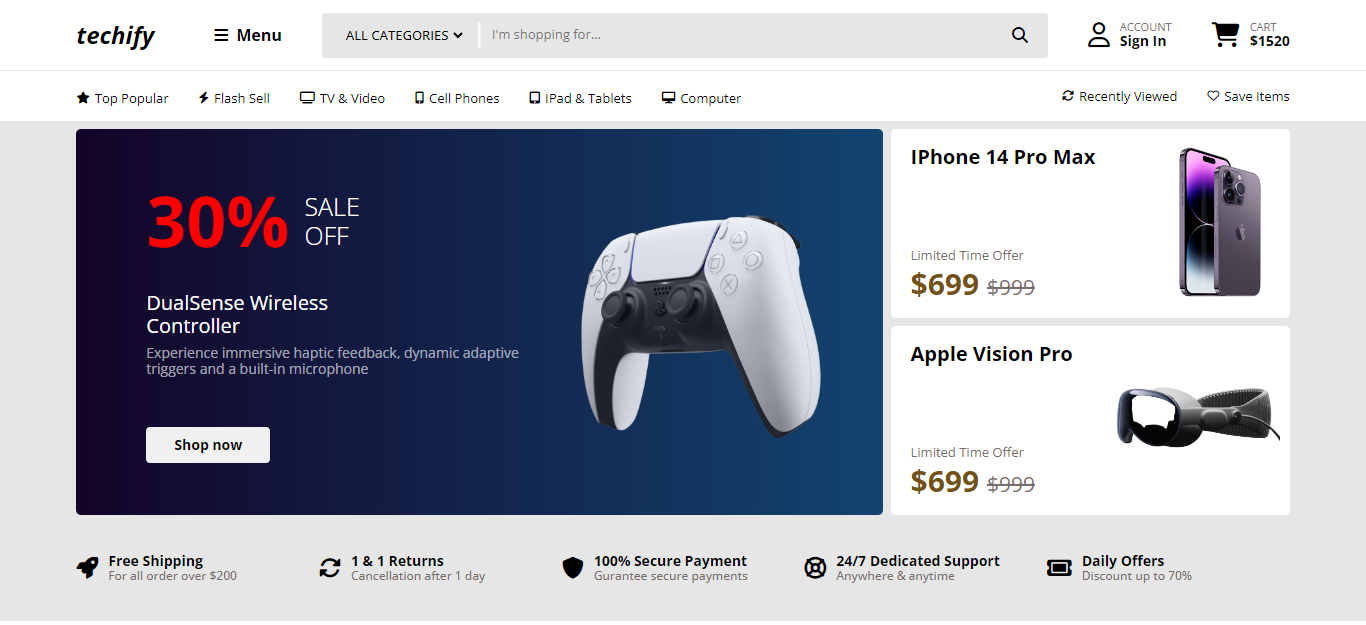 techify
Menu
ALL CATEGORIES
I'm shopping for...
ACCOUNT
Sign In
CART
$1520
Top Popular
Flash Sell
TV & Video
Cell Phones
IPad & Tablets
Computer
Recently Viewed
Save Items
30%
SALE
OFF
DualSense Wireless
Controller
Experience immersive haptic feedback, dynamic adaptive
triggers and a built-in microphone
Shop now
IPhone 14 Pro Max
Limited Time Offer
$699 $999
Apple Vision Pro
Limited Time Offer
$699 $999
Free Shipping
For all order over $200
1 & 1 Returns
Cancellation after 1 day
100% Secure Payment
Gurantee secure payments
24/7 Dedicated Support
Anywhere & anytime
Daily Offers
Discount up to 70%